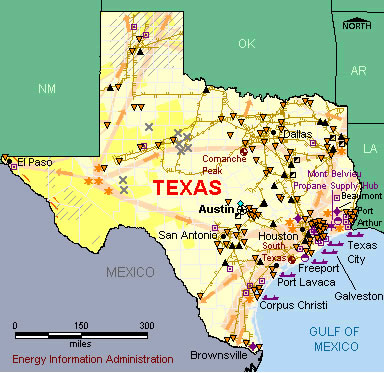 NORTH
OK
NM
AR
Dallas
LA
El Paso
Comanche
Peak
Mont Belvieu
Propane Supply Hub
TEXAS
Beaumont
Austin
Port
Arthur
San Antonio
Houston
South
Texas
Texas
City
MEXICO
Freeport
Port Lavaca
Galveston
Corpus Christi
0 150 300
miles
GULF OF
MEXICO
Energy Information Administration
Brownsville